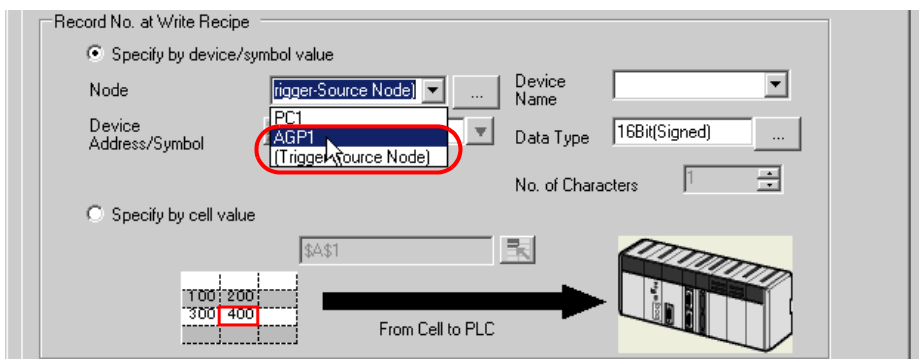 Record No. at Write Recipe
Specify by device/symbol value
Node
rigger-Source Node)
...
Device
Name
PC1
AGP1
(Trigger-Source Node)
Device
Address/Symbol
Data Type
16Bit(Signed)
...
No. of Characters
1
Specify by cell value
$A$1
100 200
300 400
From Cell to PLC